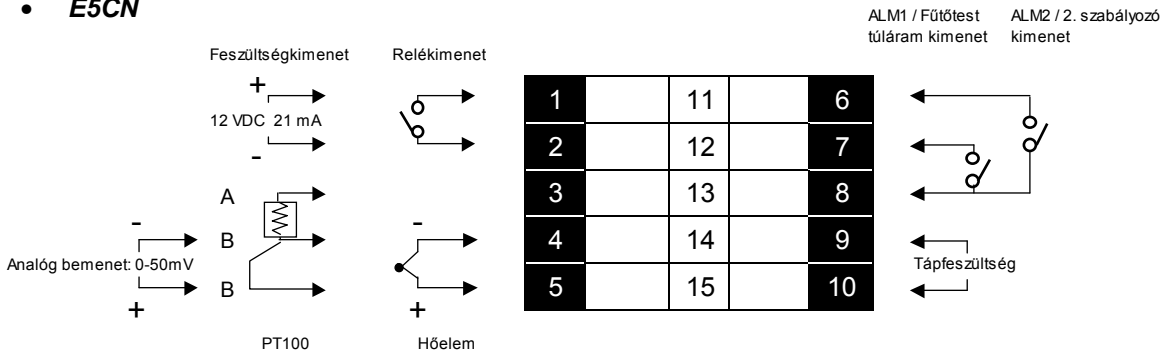 • E5CN
ALM1 / Fűtőtest túláram kimenet
ALM2 / 2. szabályozó kimenet
Feszültségkimenet
Relékimenet
+
12 VDC 21 mA
-
A
B
B
-
Analóg bemenet: 0-50mV
+
PT100
-
+
Hőelem
1 11 6
2 12 7
3 13 8
4 14 9
5 15 10
Tápfeszültség